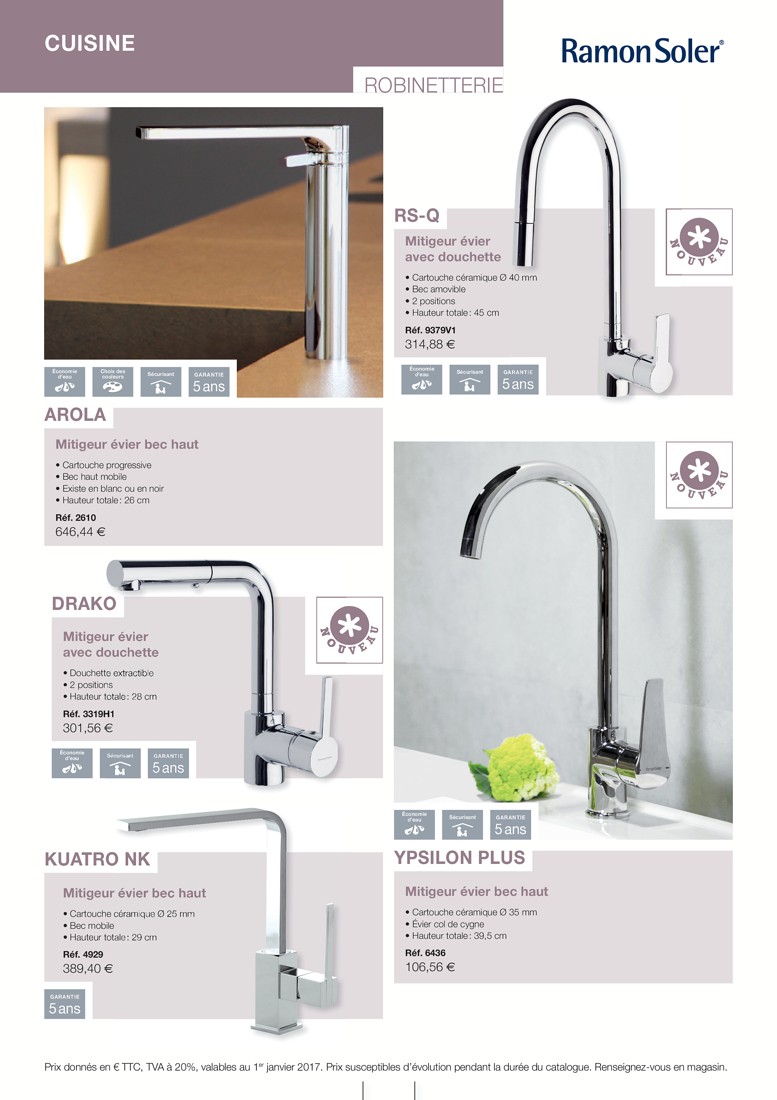 CUISINE
RamonSoler®
ROBINETTERIE
Économie d'eau
Choix des couleurs
Sécurisant
GARANTIE
5 ans
AROLA
Mitigeur évier bec haut
• Cartouche progressive
• Bec haut mobile
• Existe en blanc ou en noir
• Hauteur totale : 26 cm
Réf. 2610
646,44 €
RS-Q
NOUVEAU
Mitigeur évier
avec douchette
• Cartouche céramique Ø 40 mm
• Bec amovible
• 2 positions
• Hauteur totale : 45 cm
Réf. 9379V1
314,88 €
Économie d'eau
Sécurisant
GARANTIE
5 ans
DRAKO
NOUVEAU
Mitigeur évier
avec douchette
• Douchette extractible
• 2 positions
• Hauteur totale : 28 cm
Réf. 3319H1
301,56 €
Économie d'eau
Sécurisant
GARANTIE
5 ans
NOUVEAU
Économie d'eau
Sécurisant
GARANTIE
5 ans
KUATRO NK
Mitigeur évier bec haut
• Cartouche céramique Ø 25 mm
• Bec mobile
• Hauteur totale : 29 cm
Réf. 4929
389,40 €
GARANTIE
5 ans
YPSILON PLUS
Mitigeur évier bec haut
• Cartouche céramique Ø 35 mm
• Évier col de cygne
• Hauteur totale : 39,5 cm
Réf. 6436
106,56 €
Prix donnés en € TTC, TVA à 20%, valables au 1er janvier 2017. Prix susceptibles d'évolution pendant la durée du catalogue. Renseignez-vous en magasin.